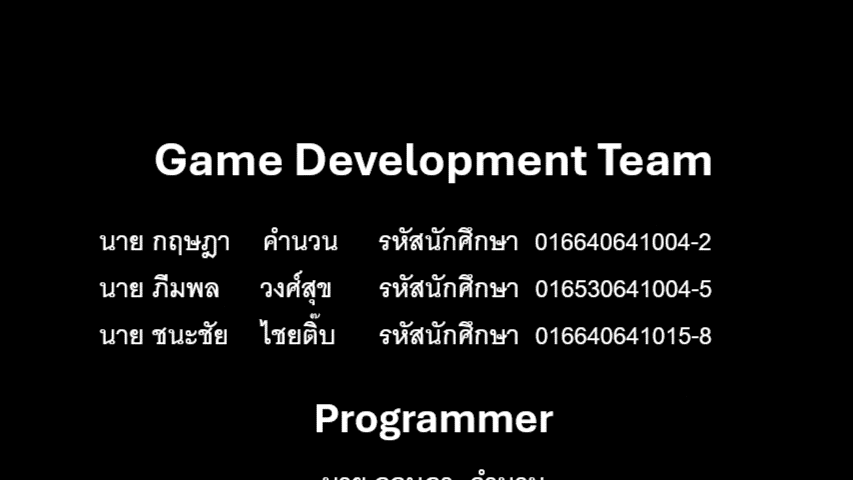 Game Development Team
นาย กฤษฎา คำนวน รหัสนักศึกษา 016640641004-2
นาย ภีมพล วงศ์สุข รหัสนักศึกษา 016530641004-5
นาย ชนะชัย ไชยติ๊บ รหัสนักศึกษา 016640641015-8
Programmer